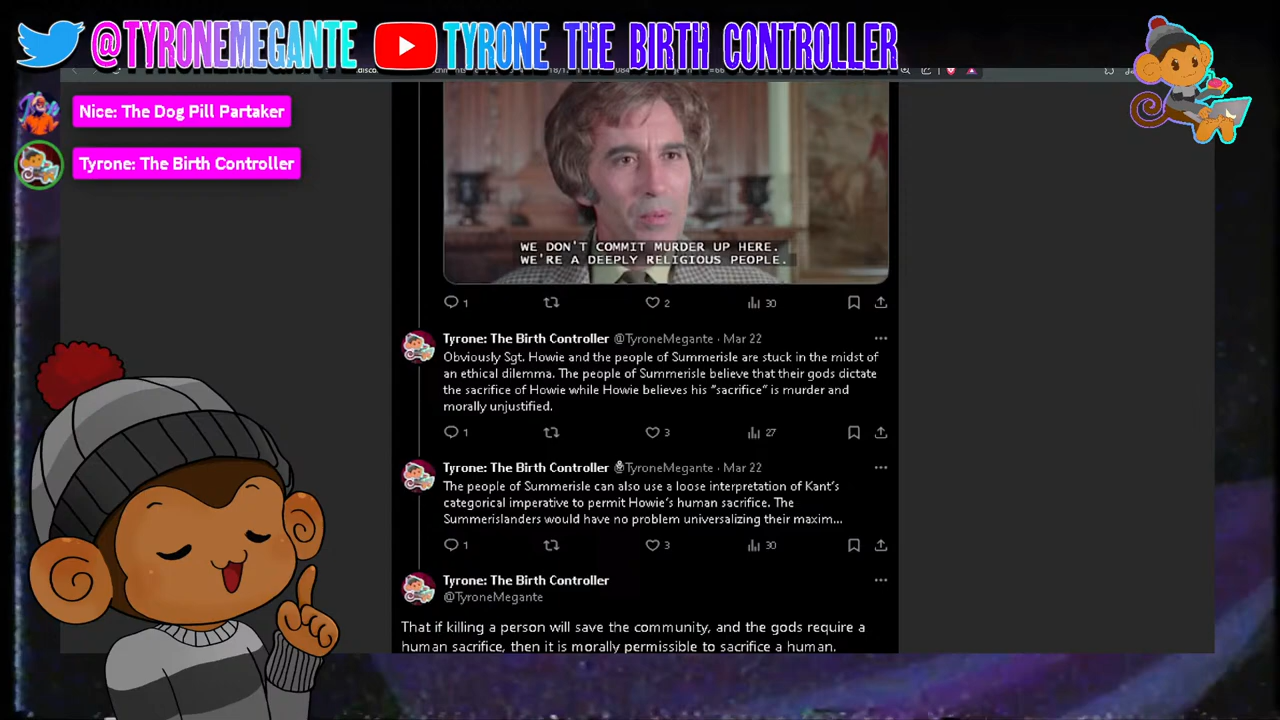 @TYRONEMEGANTE TYRONE THE BIRTH CONTROLLER
Nice: The Dog Pill Partaker
Tyrone: The Birth Controller
WE DON'T COMMIT MURDER UP HERE.
WE'RE A DEEPLY RELIGIOUS PEOPLE.
1 2 30
Tyrone: The Birth Controller @TyroneMegante · Mar 22
Obviously Sgt. Howie and the people of Summerisle are stuck in the midst of
an ethical dilemma. The people of Summerisle believe that their gods dictate
the sacrifice of Howie while Howie believes his “sacrifice” is murder and
morally unjustified.
1 3 27
Tyrone: The Birth Controller @TyroneMegante · Mar 22
The people of Summerisle can also use a loose interpretation of Kant’s
categorical imperative to permit Howie’s human sacrifice. The
Summerislanders would have no problem universalizing their maxim...
1 3 30
Tyrone: The Birth Controller
@TyroneMegante
That if killing a person will save the community, and the gods require a
human sacrifice, then it is morally permissible to sacrifice a human.